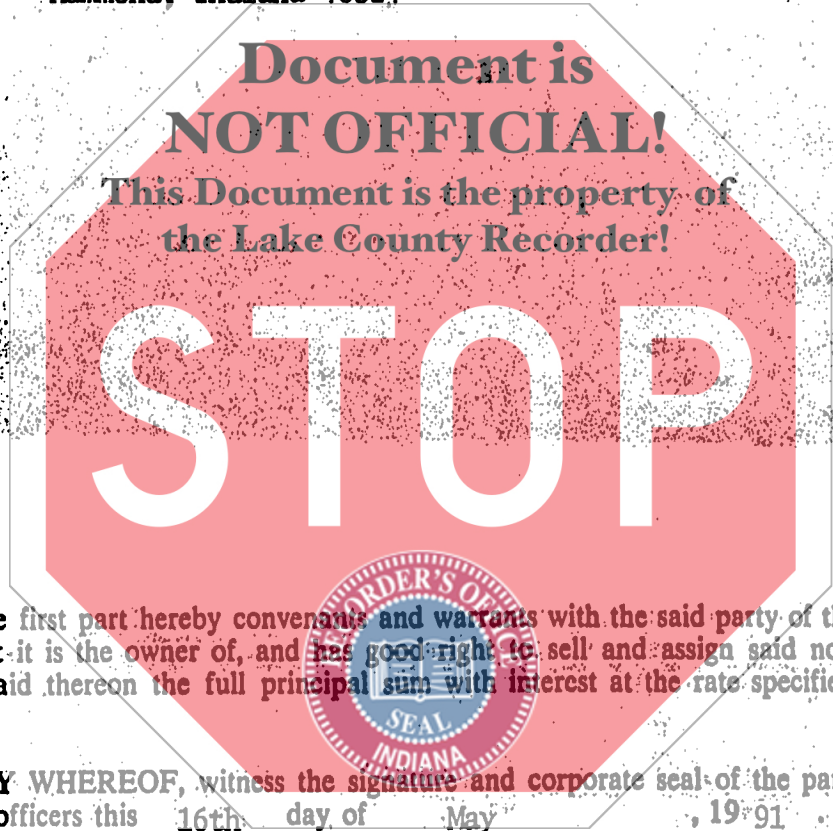 Document is
NOT OFFICIAL!
This Document is the property of
the Lake County Recorder!
STOP
RECORDER'S OFFICE
SEAL
INDIANA
first part hereby convenants and warrants with the said party of
it is the owner of, and has good right to sell and assign said
thereon the full principal sum with interest at the rate
WHEREOF, witness the signature and corporate seal of the
officers this 16th day of May , 19 91